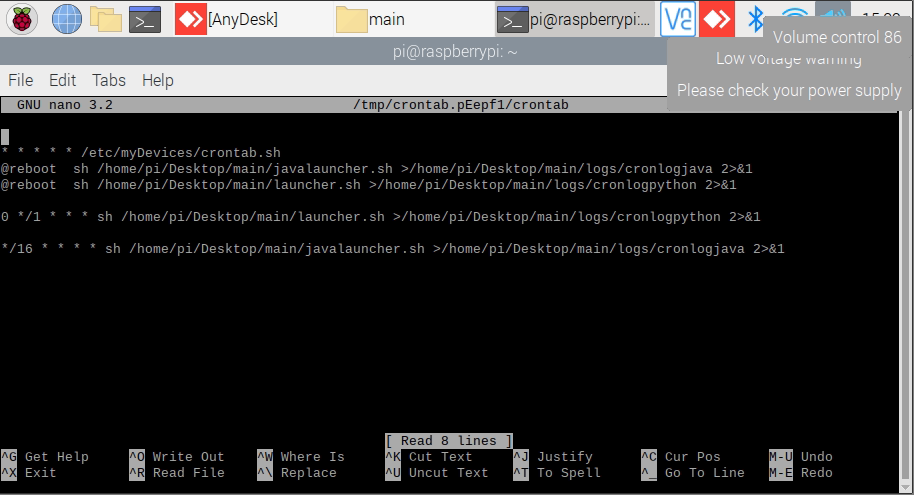 [AnyDesk] main pi@raspberrypi:...
Volume control 86
Low voltage warning
Please check your power supply
pi@raspberrypi: ~
File Edit Tabs Help
GNU nano 3.2 /tmp/crontab.pEepf1/crontab
* * * * * /etc/myDevices/crontab.sh
@reboot  sh /home/pi/Desktop/main/javalauncher.sh >/home/pi/Desktop/main/logs/cronlogjava 2>&1
@reboot  sh /home/pi/Desktop/main/launcher.sh >/home/pi/Desktop/main/logs/cronlogpython 2>&1
0 */1 * * * sh /home/pi/Desktop/main/launcher.sh >/home/pi/Desktop/main/logs/cronlogpython 2>&1
*/16 * * * * sh /home/pi/Desktop/main/javalauncher.sh >/home/pi/Desktop/main/logs/cronlogjava 2>&1
[ Read 8 lines ]
^G Get Help ^O Write Out ^W Where Is ^K Cut Text ^J Justify ^C Cur Pos M-U Undo
^X Exit ^R Read File ^\ Replace ^U Uncut Text ^T To Spell ^_ Go To Line M-E Redo